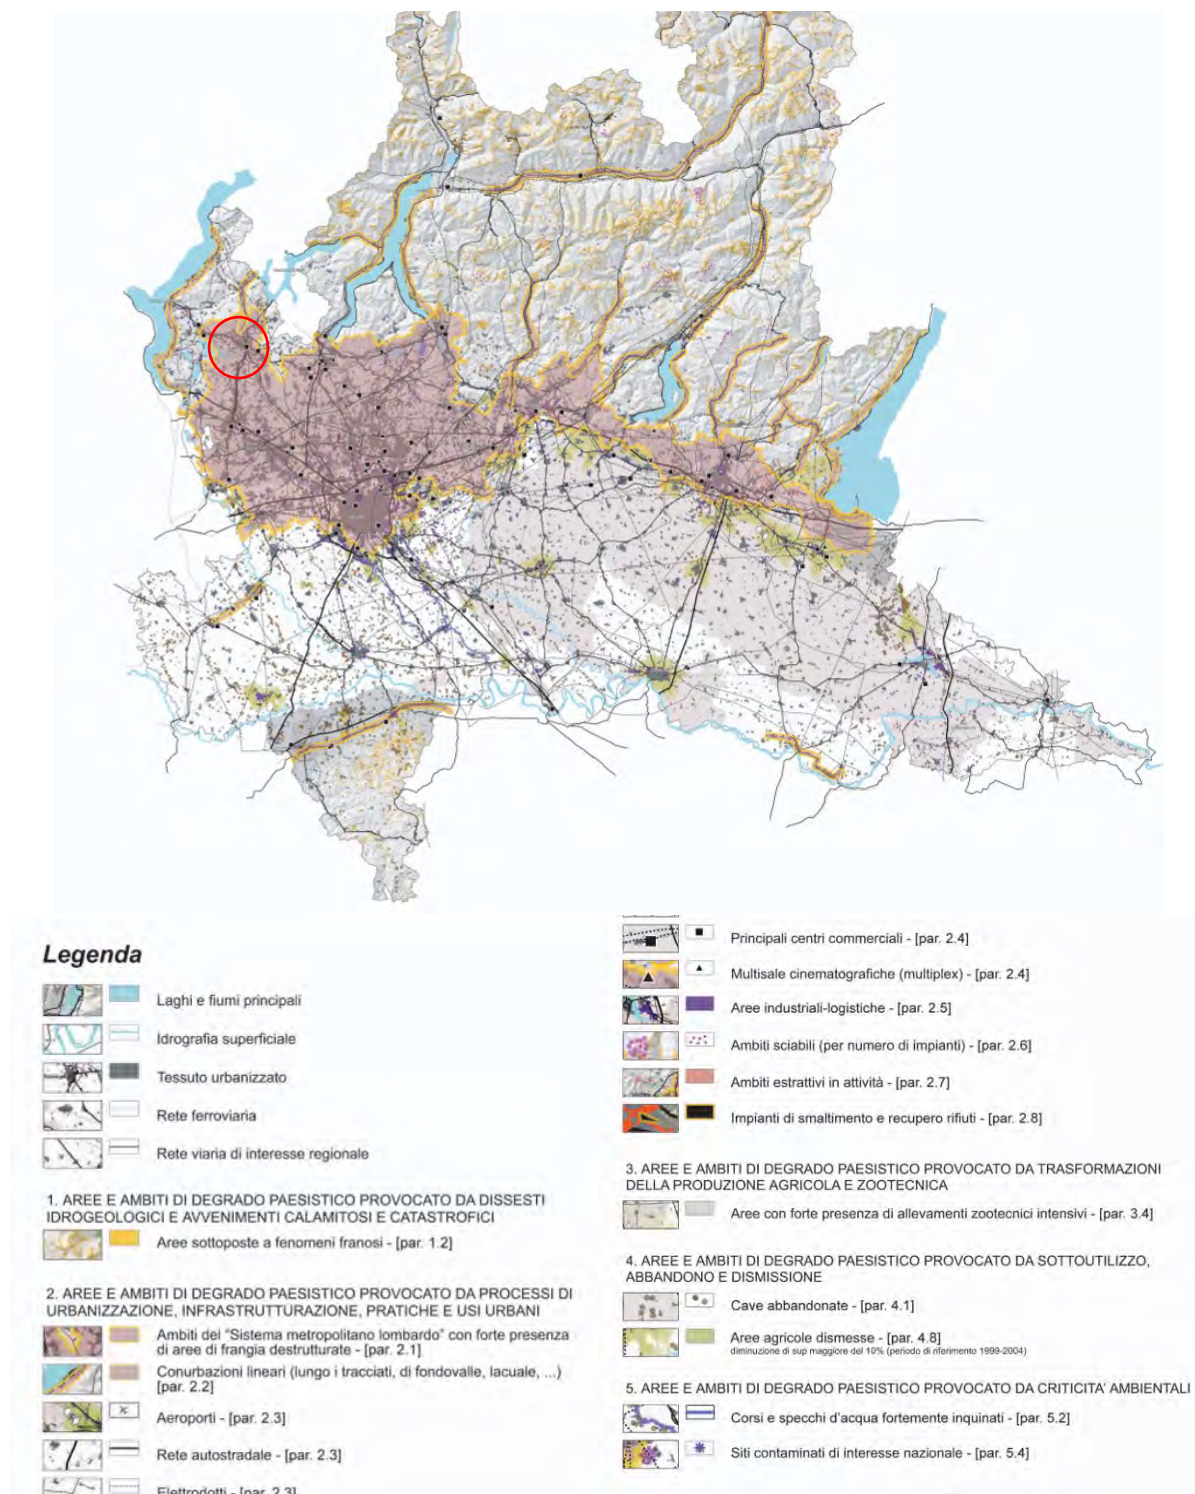 Legenda
Laghi e fiumi principali
Idrografia superficiale
Tessuto urbanizzato
Rete ferroviaria
Rete viaria di interesse regionale
1. AREE E AMBITI DI DEGRADO PAESISTICO PROVOCATO DA DISSESTI
IDROGEOLOGICI E AVVENIMENTI CALAMITOSI E CATASTROFICI
Aree sottoposte a fenomeni franosi - [par. 1.2]
2. AREE E AMBITI DI DEGRADO PAESISTICO PROVOCATO DA PROCESSI DI
URBANIZZAZIONE, INFRASTRUTTURAZIONE, PRATICHE E USI URBANI
Ambiti del "Sistema metropolitano lombardo" con forte presenza
di aree di frangia destrutturate - [par. 2.1]
Conurbazioni lineari (lungo i tracciati, di fondovalle, lacuale, ...)
[par. 2.2]
Aeroporti - [par. 2.3]
Rete autostradale - [par. 2.3]
Elettrodotti - [par. 2.3]
Principali centri commerciali - [par. 2.4]
Multisale cinematografiche (multiplex) - [par. 2.4]
Aree industriali-logistiche - [par. 2.5]
Ambiti sciabili (per numero di impianti) - [par. 2.6]
Ambiti estrattivi in attività - [par. 2.7]
Impianti di smaltimento e recupero rifiuti - [par. 2.8]
3. AREE E AMBITI DI DEGRADO PAESISTICO PROVOCATO DA TRASFORMAZIONI
DELLA PRODUZIONE AGRICOLA E ZOOTECNICA
Aree con forte presenza di allevamenti zootecnici intensivi - [par. 3.4]
4. AREE E AMBITI DI DEGRADO PAESISTICO PROVOCATO DA SOTTOUTILIZZO,
ABBANDONO E DISMISSIONE
Cave abbandonate - [par. 4.1]
Aree agricole dismesse - [par. 4.8]
diminuzione di sup maggiore del 10% (periodo di riferimento 1999-2004)
5. AREE E AMBITI DI DEGRADO PAESISTICO PROVOCATO DA CRITICITA' AMBIENTALI
Corsi e specchi d'acqua fortemente inquinati - [par. 5.2]
Siti contaminati di interesse nazionale - [par. 5.4]